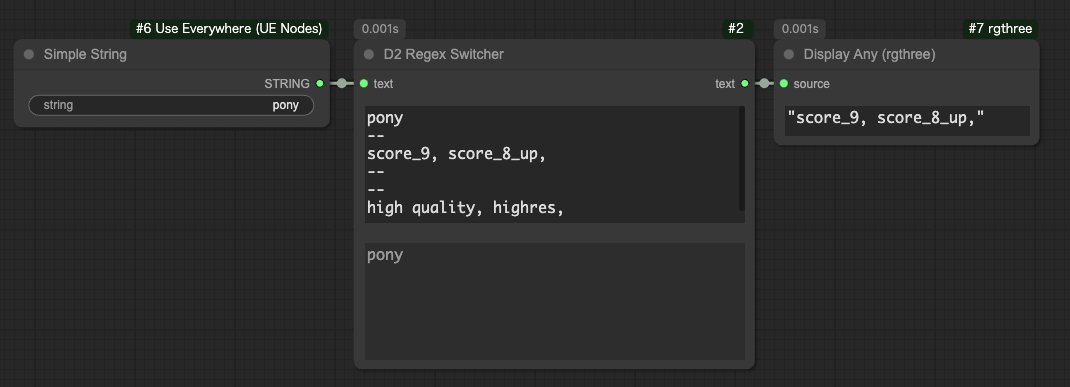 #6 Use Everywhere (UE Nodes)
Simple String
STRING
string pony
0.001s
#2
D2 Regex Switcher
text text
pony
--
score_9, score_8_up,
--
--
high quality, highres,
pony
0.001s
#7 rgthree
Display Any (rgthree)
source
"score_9, score_8_up,"